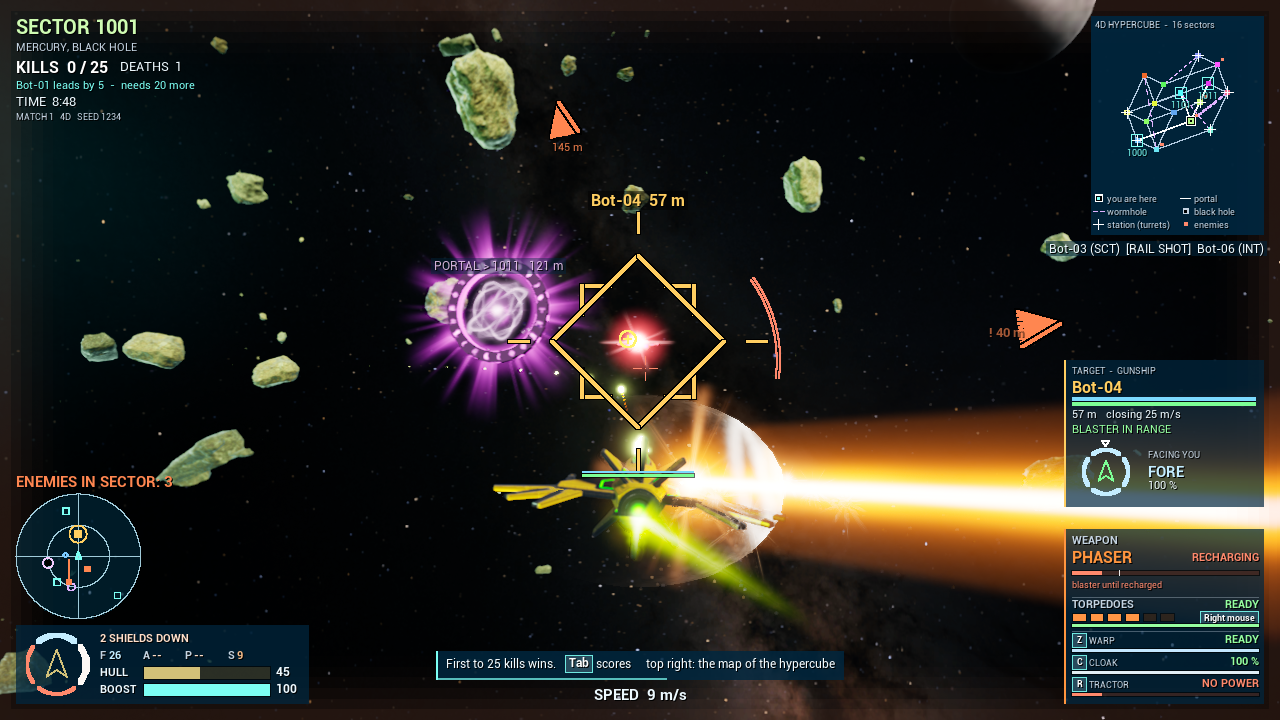 SECTOR 1001
MERCURY, BLACK HOLE
KILLS 0 / 25 DEATHS 1
Bot-01 leads by 5 - needs 20 more
TIME 8:48
MATCH 1 4D SEED 1234
4D HYPERCUBE - 16 sectors
1011
1000
you are here portal
wormhole black hole
station (turrets) enemies
Bot-03 (SCT) [RAIL SHOT] Bot-06 (INT)
145 m
Bot-04 57 m
PORTAL > 1011 121 m
! 40 m
TARGET - GUNSHIP
Bot-04
57 m closing 25 m/s
BLASTER IN RANGE
FACING YOU
FORE
100 %
ENEMIES IN SECTOR: 3
WEAPON
PHASER RECHARGING
blaster until recharged
TORPEDOES READY
Right mouse
Z WARP READY
C CLOAK 100 %
R TRACTOR NO POWER
2 SHIELDS DOWN
F 26 A -- P -- S 9
HULL 45
BOOST 100
First to 25 kills wins. Tab scores top right: the map of the hypercube
SPEED 9 m/s